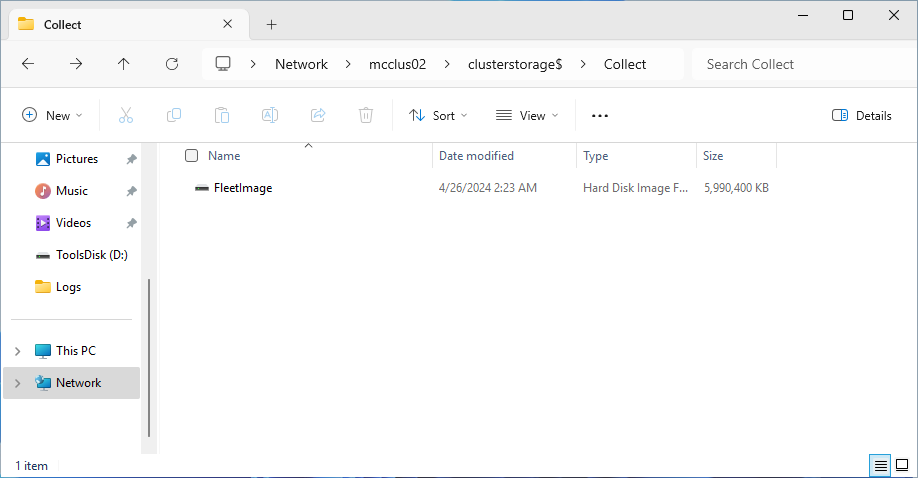 Collect
Network > mcclus02 > clusterstorage$ > Collect
Search Collect
New
Sort
View
Details
Pictures
Music
Videos
ToolsDisk (D:)
Logs
This PC
Network
Name Date modified Type Size
FleetImage 4/26/2024 2:23 AM Hard Disk Image F... 5,990,400 KB
1 item